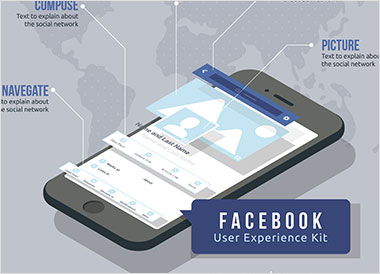 COMPOSE
Text to explain about
the social network
PICTURE
Text to explain about
the social network
NAVEGATE
to explain about
the social network
Name and Last Name
About
FACEBOOK
User Experience Kit